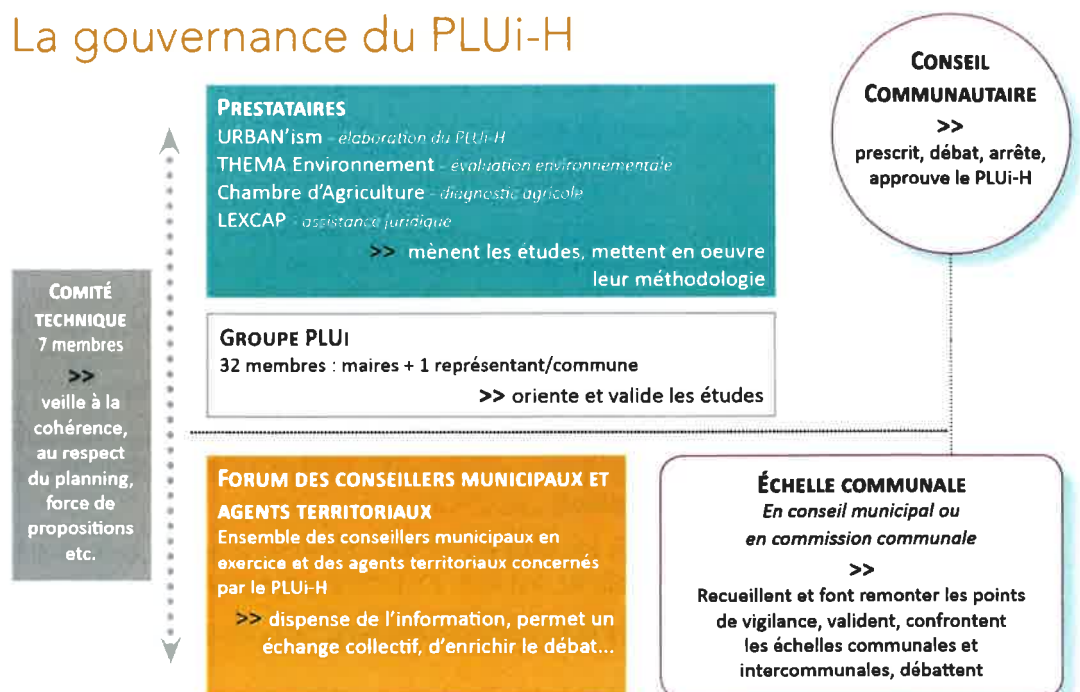 La gouvernance du PLUi-H
CONSEIL
COMMUNAUTAIRE
>>
prescrit, débat, arrête,
approuve le PLUi-H
PRESTATAIRES
URBAN'ism - élaboration du PLUi-H
THEMA Environnement - évaluation environnementale
Chambre d'Agriculture - diagnostic agricole
LEXCAP - assistance juridique
>> mènent les études, mettent en oeuvre
leur méthodologie
COMITÉ
TECHNIQUE
7 membres
>>
veille à la
cohérence,
au respect
du planning,
force de
propositions
etc.
GROUPE PLUI
32 membres : maires + 1 représentant/commune
>> oriente et valide les études
FORUM DES CONSEILLERS MUNICIPAUX ET
AGENTS TERRITORIAUX
Ensemble des conseillers municipaux en
exercice et des agents territoriaux concernés
par le PLUi-H
>> dispense de l'information, permet un
échange collectif, d'enrichir le débat...
ÉCHELLE COMMUNALE
En conseil municipal ou
en commission communale
>>
Recueillent et font remonter les points
de vigilance, valident, confrontent
les échelles communales et
intercommunales, débattent